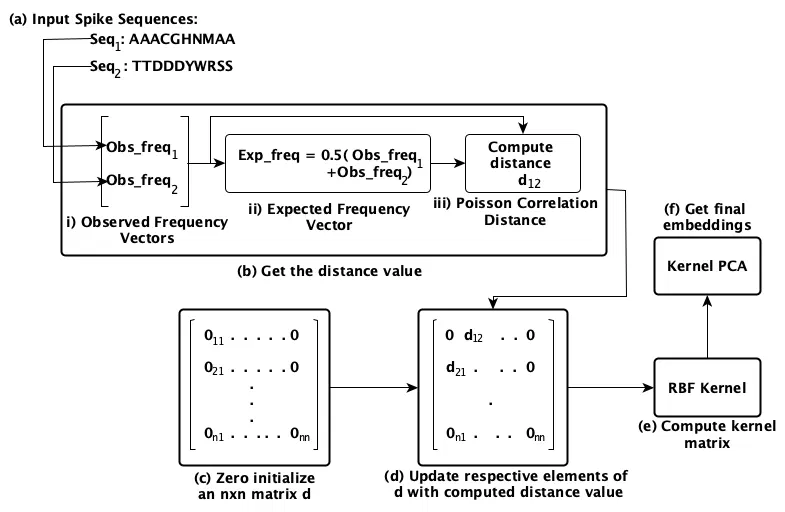 (a) Input Spike Sequences:
Seq1: AAACGHNMAA
Seq2: TTDDDYWRSS
Obs_freq1
Obs_freq2
i) Observed Frequency
Vectors
Exp_freq = 0.5( Obs_freq1
+Obs_freq2)
ii) Expected Frequency
Vector
Compute
distance
d12
iii) Poisson Correlation
Distance
(b) Get the distance value
011 . . . . . 0
021 . . . . . 0
.
.
.
0n1 . . . . . 0nn
(c) Zero initialize
an nxn matrix d
0 d12 . . 0
d21 . . . 0
.
0n1 . . . 0nn
(d) Update respective elements of
d with computed distance value
RBF Kernel
(e) Compute kernel
matrix
(f) Get final
embeddings
Kernel PCA